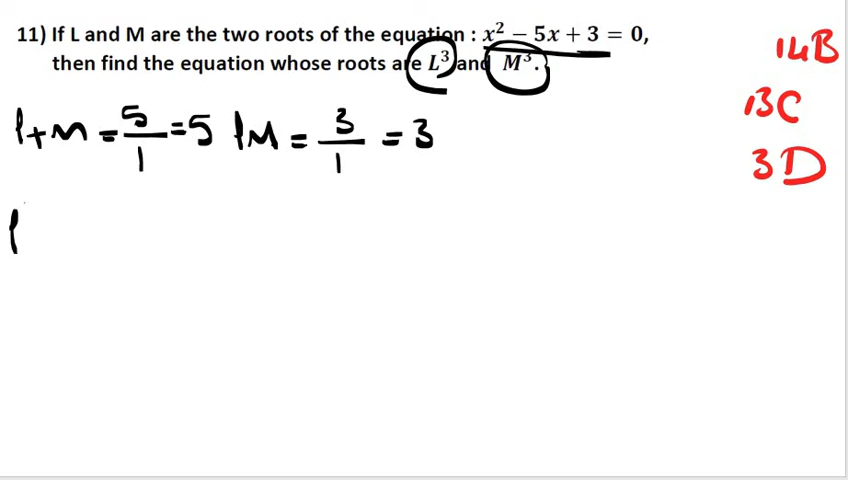 11) If L and M are the two roots of the equation : x² − 5x + 3 = 0,
then find the equation whose roots are L³ and M³.
l+M = 5/1 = 5 lM = 3/1 = 3
l
14B
13C
3D